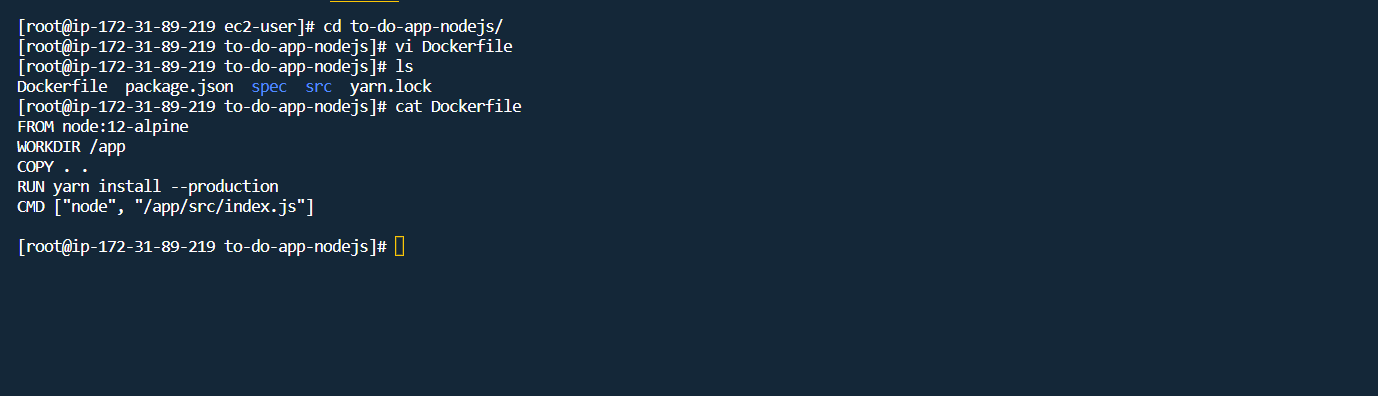 [root@ip-172-31-89-219 ec2-user]# cd to-do-app-nodejs/
[root@ip-172-31-89-219 to-do-app-nodejs]# vi Dockerfile
[root@ip-172-31-89-219 to-do-app-nodejs]# ls
Dockerfile  package.json  spec  src  yarn.lock
[root@ip-172-31-89-219 to-do-app-nodejs]# cat Dockerfile
FROM node:12-alpine
WORKDIR /app
COPY . .
RUN yarn install --production
CMD ["node", "/app/src/index.js"]
[root@ip-172-31-89-219 to-do-app-nodejs]#